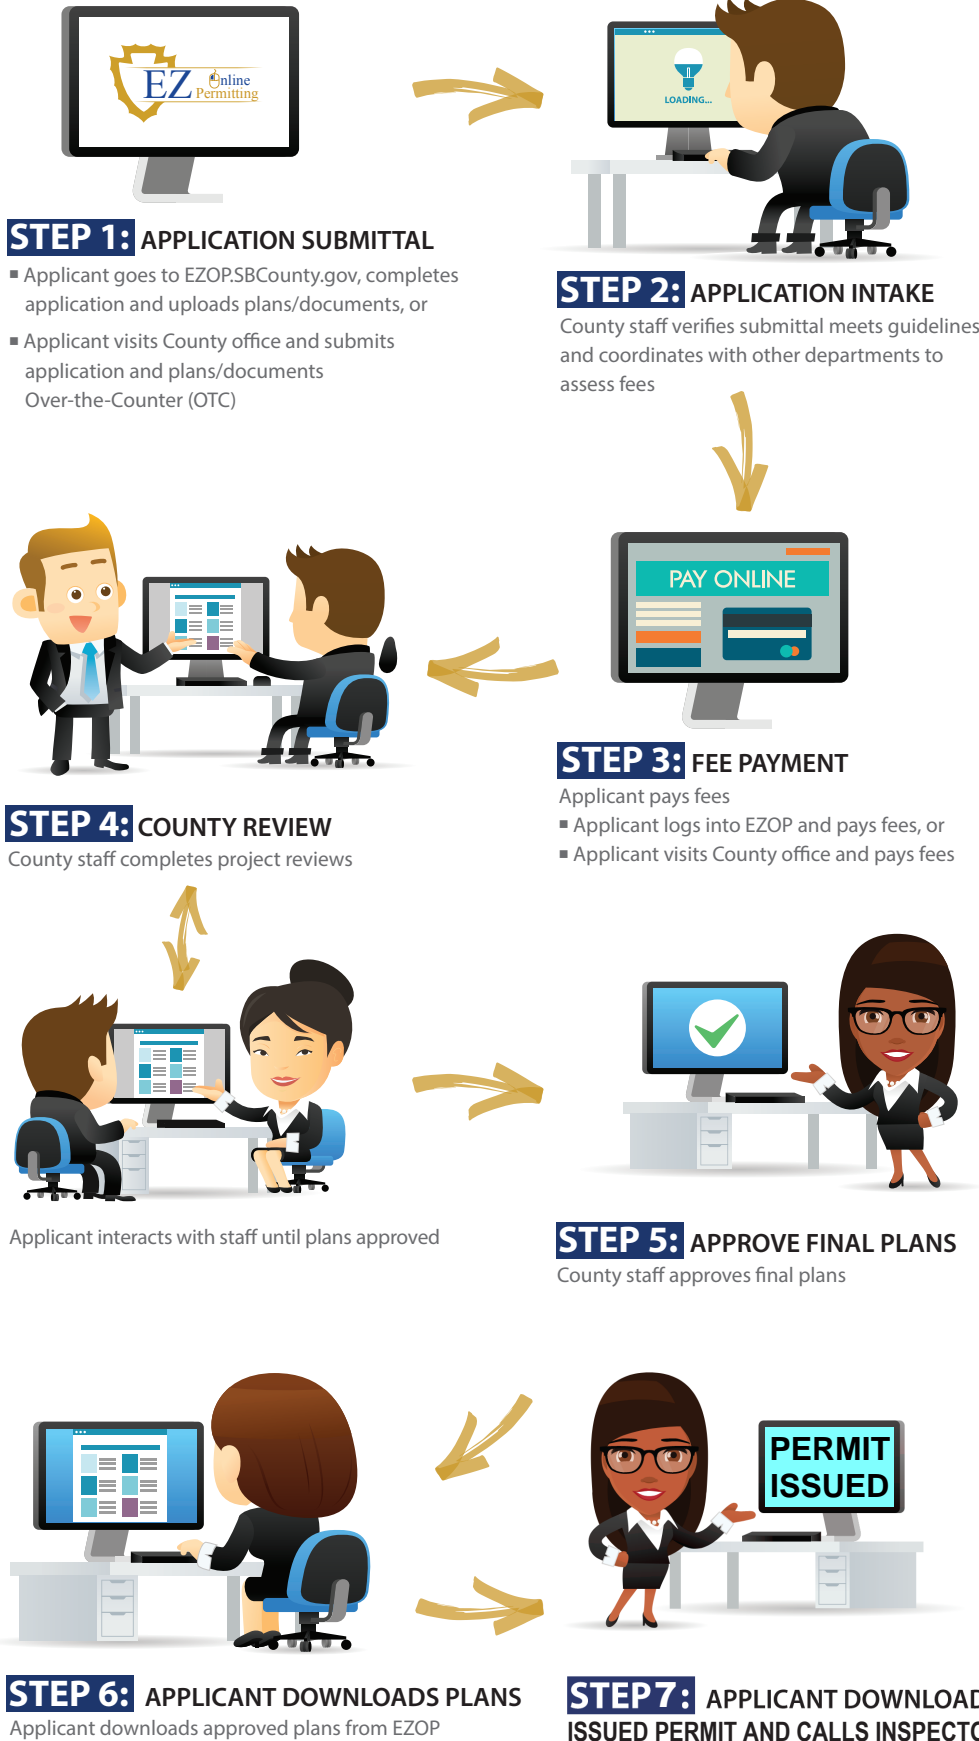 EZ Online
Permitting
LOADING...
STEP 1: APPLICATION SUBMITTAL
▪ Applicant goes to EZOP.SBCounty.gov, completes
application and uploads plans/documents, or
▪ Applicant visits County office and submits
application and plans/documents
Over-the-Counter (OTC)
STEP 2: APPLICATION INTAKE
County staff verifies submittal meets guidelines
and coordinates with other departments to
assess fees
PAY ONLINE
STEP 3: FEE PAYMENT
Applicant pays fees
▪ Applicant logs into EZOP and pays fees, or
▪ Applicant visits County office and pays fees
STEP 4: COUNTY REVIEW
County staff completes project reviews
Applicant interacts with staff until plans approved
STEP 5: APPROVE FINAL PLANS
County staff approves final plans
STEP 6: APPLICANT DOWNLOADS PLANS
Applicant downloads approved plans from EZOP
PERMIT
ISSUED
STEP7: APPLICANT DOWNLOAD
ISSUED PERMIT AND CALLS INSPECTO